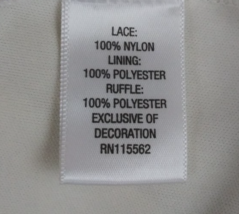 LACE:
100% NYLON
LINING:
100% POLYESTER
RUFFLE:
100% POLYESTER
EXCLUSIVE OF
DECORATION
RN115562